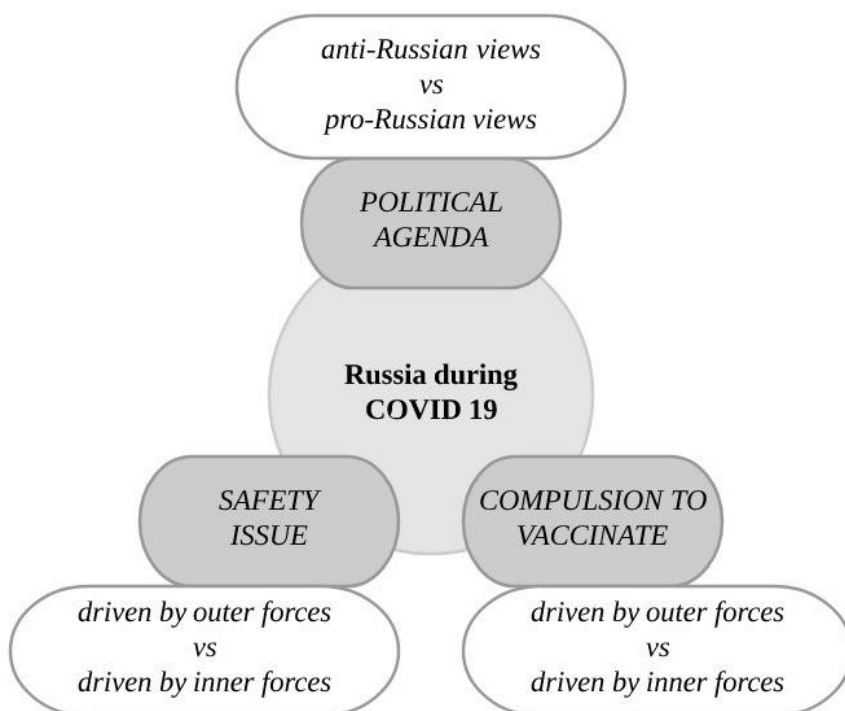 anti-Russian views
vs
pro-Russian views
POLITICAL
AGENDA
Russia during
COVID 19
SAFETY
ISSUE
driven by outer forces
vs
driven by inner forces
COMPULSION TO
VACCINATE
driven by outer forces
vs
driven by inner forces